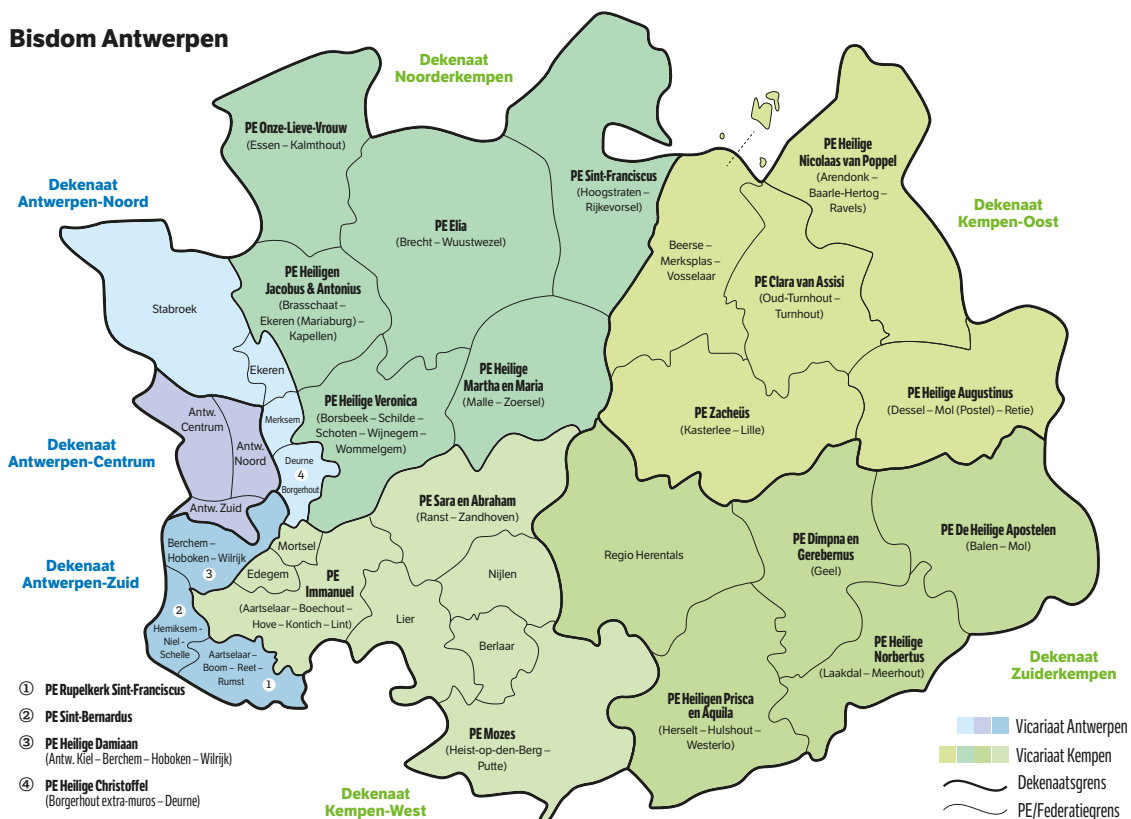 Bisdom Antwerpen
Dekenaat
Noorderkempen
PE Onze-Lieve-Vrouw
(Essen – Kalmthout)
PE Heilige
Nicolaas van Poppel
(Arendonk –
Baarle-Hertog –
Ravels)
PE Sint-Franciscus
(Hoogstraten –
Rijkevorsel)
Dekenaat
Antwerpen-Noord
Dekenaat
Kempen-Oost
PE Elia
(Brecht – Wuustwezel)
Beerse –
Merksplas –
Vosselaar
PE Heiligen
Jacobus & Antonius
(Brasschaat –
Ekeren (Mariaburg) –
Kapellen)
PE Clara van Assisi
(Oud-Turnhout –
Turnhout)
Stabroek
Ekeren
PE Heilige
Martha en Maria
(Malle – Zoersel)
PE Heilige Augustinus
(Dessel – Mol (Postel) – Retie)
PE Heilige Veronica
(Borsbeek – Schilde –
Schoten – Wijnegem –
Wommelgem)
PE Zacheüs
(Kasterlee – Lille)
Antw.
Centrum
Merksem
Dekenaat
Antwerpen-Centrum
Antw.
Noord
Deurne
4
Borgerhout
PE Sara en Abraham
(Ranst – Zandhoven)
Antw. Zuid
PE De Heilige Apostelen
(Balen – Mol)
PE Dimpna en
Gerebernus
(Geel)
Berchem –
Hoboken – Wilrijk
3
Mortsel
Regio Herentals
Dekenaat
Antwerpen-Zuid
Edegem
PE
Immanuel
(Aartselaar – Boechout –
Hove – Kontich – Lint)
Nijlen
2
Hemiksem -
Niel -
Schelle
Lier
Berlaar
PE Heilige
Norbertus
(Laakdal – Meerhout)
Aartselaar –
Boom – Reet –
Rumst
1
Dekenaat
Zuiderkempen
PE Heiligen Prisca
en Aquila
(Herselt – Hulshout –
Westerlo)
PE Mozes
(Heist-op-den-Berg –
Putte)
Dekenaat
Kempen-West
1 PE Rupelkerk Sint-Franciscus
2 PE Sint-Bernardus
3 PE Heilige Damiaan
(Antw. Kiel – Berchem – Hoboken – Wilrijk)
4 PE Heilige Christoffel
(Borgerhout extra-muros – Deurne)
Vicariaat Antwerpen
Vicariaat Kempen
Dekenaatsgrens
PE/Federatiegrens